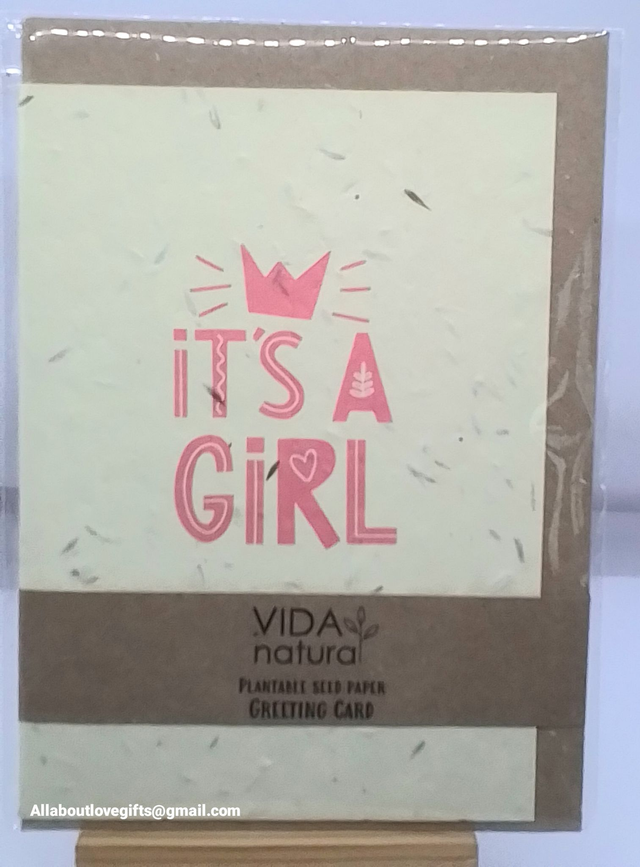 iT'S A
GiRL
VIDA
natural
PLANTABLE SEED PAPER
GREETING CARD
Allaboutlovegifts@gmail.com